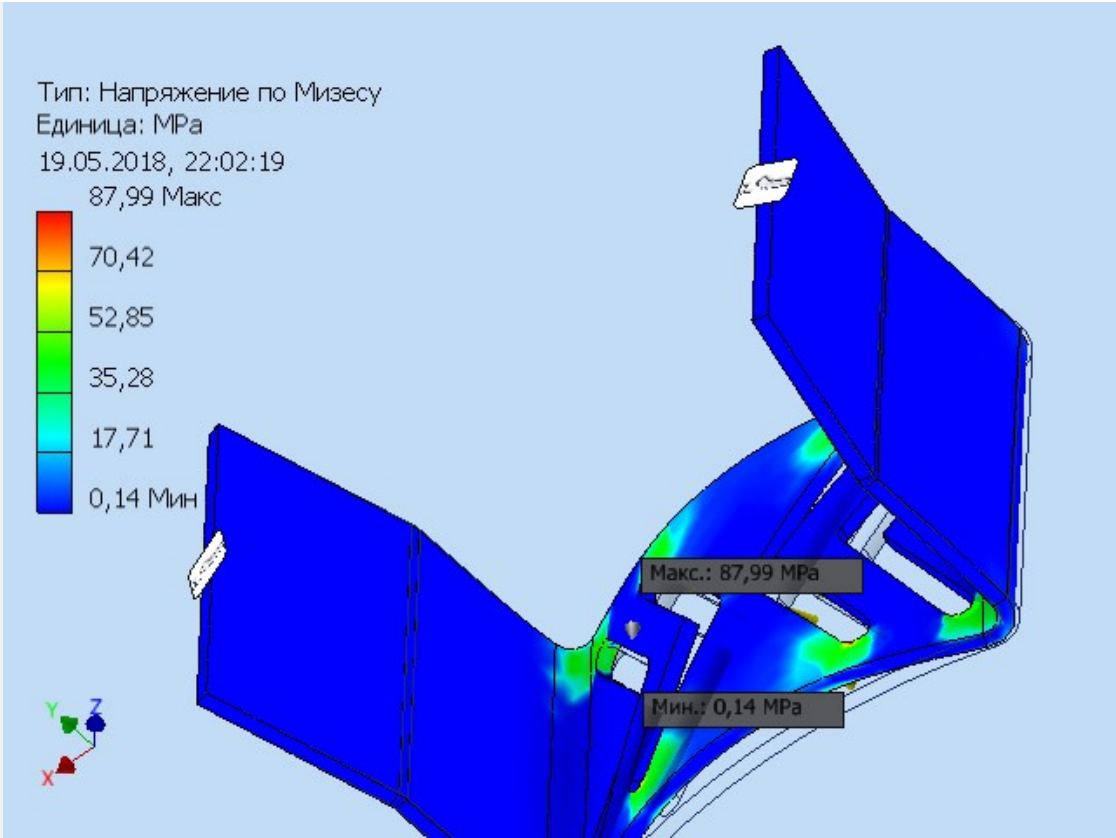 Тип: Напряжение по Мизесу
Единица: MPa
19.05.2018, 22:02:19
87,99 Макс
70,42
52,85
35,28
17,71
0,14 Мин
Макс.: 87,99 MPa
Мин.: 0,14 MPa
Y Z
X